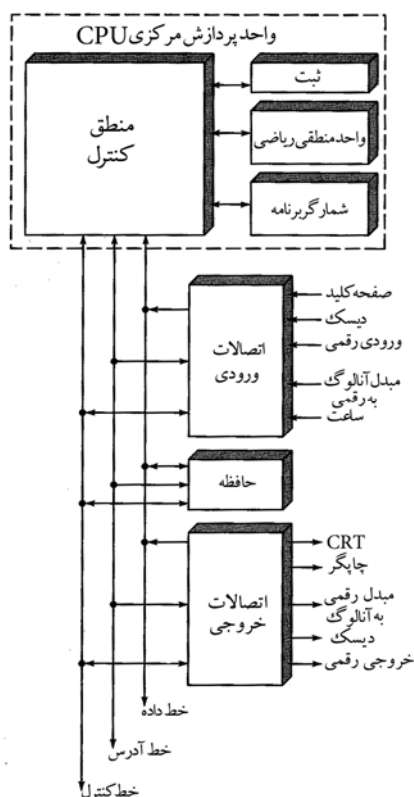 واحد پردازش مرکزی CPU
منطق
کنترل
ثبت
واحد منطقی ریاضی
شمارگر برنامه
اتصالات
ورودی
صفحه کلید
دیسک
ورودی رقمی
مبدل آنالوگ
به رقمی
ساعت
حافظه
اتصالات
خروجی
CRT
چاپگر
مبدل رقمی
به آنالوگ
دیسک
خروجی رقمی
خط داده
خط آدرس
خط کنترل